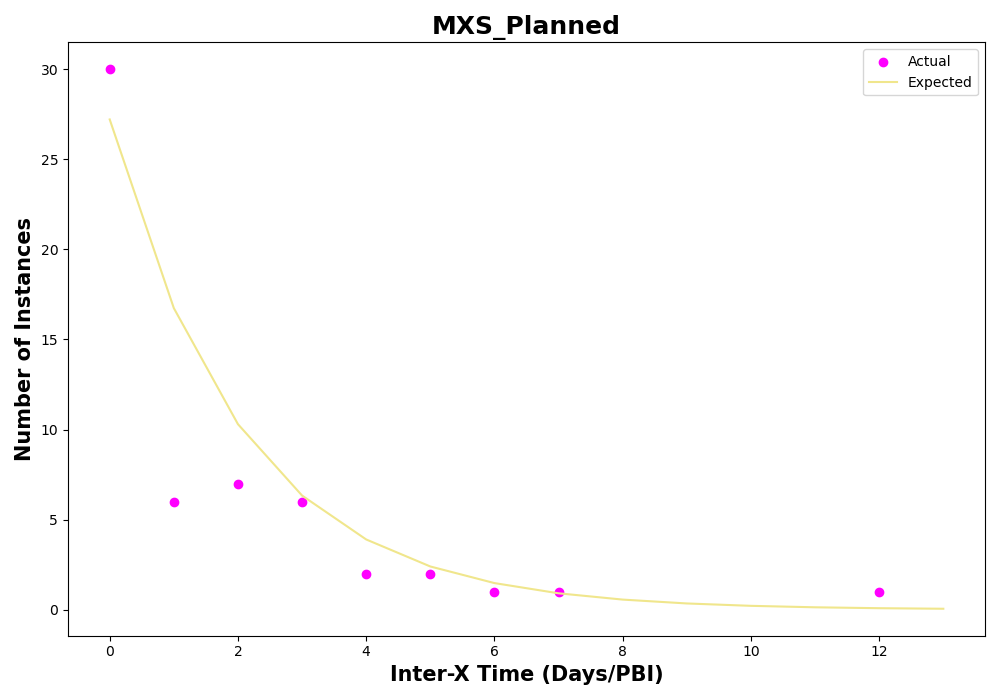 MXS_Planned
Actual
Expected
30
25
20
15
10
5
0
Number of Instances
0 2 4 6 8 10 12
Inter-X Time (Days/PBI)